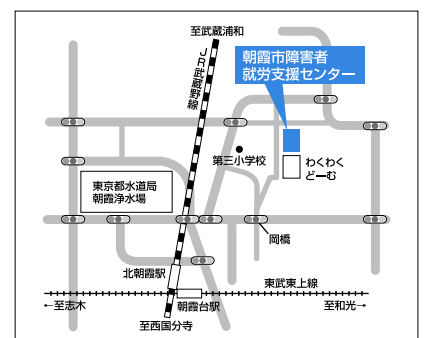 至武蔵浦和
JR武蔵野線
朝霞市障害者
就労支援センター
第三小学校
わくわく
どーむ
東京都水道局
朝霞浄水場
岡橋
北朝霞駅
東武東上線
←至志木
朝霞台駅
至和光→
至西国分寺